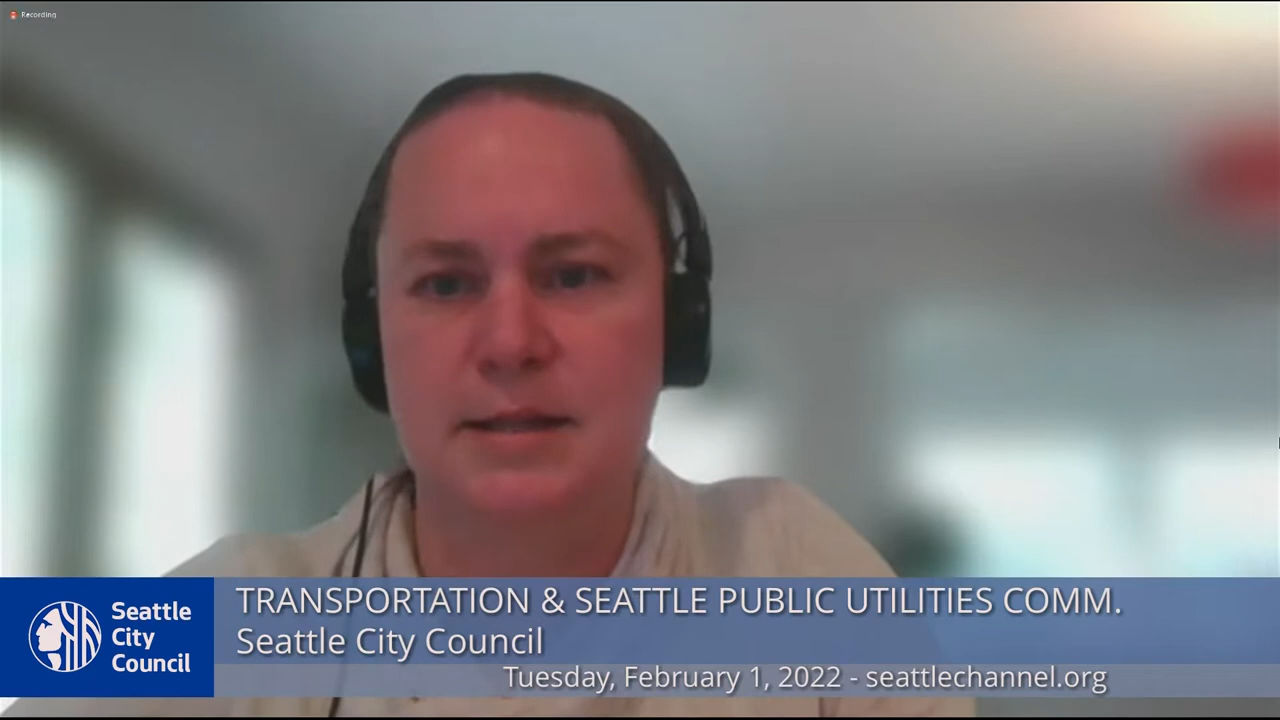 Recording
TRANSPORTATION & SEATTLE PUBLIC UTILITIES COMM.
Seattle
City
Council
Seattle City Council
Tuesday, February 1, 2022 - seattlechannel.org